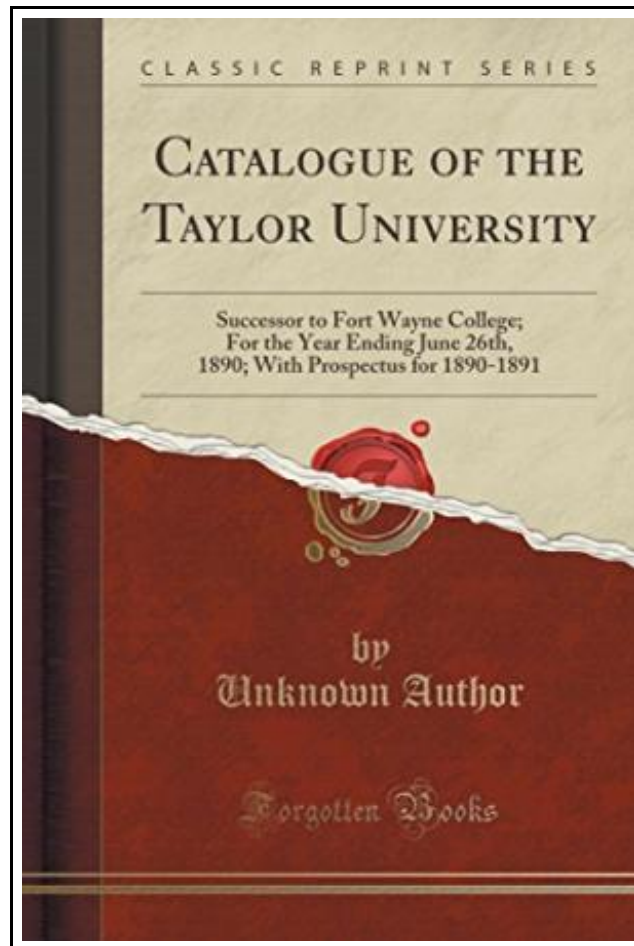 CLASSIC REPRINT SERIES
CATALOGUE OF THE
TAYLOR UNIVERSITY
Successor to Fort Wayne College;
For the Year Ending June 26th,
1890; With Prospectus for 1890-1891
by
Unknown Author
Forgotten Books